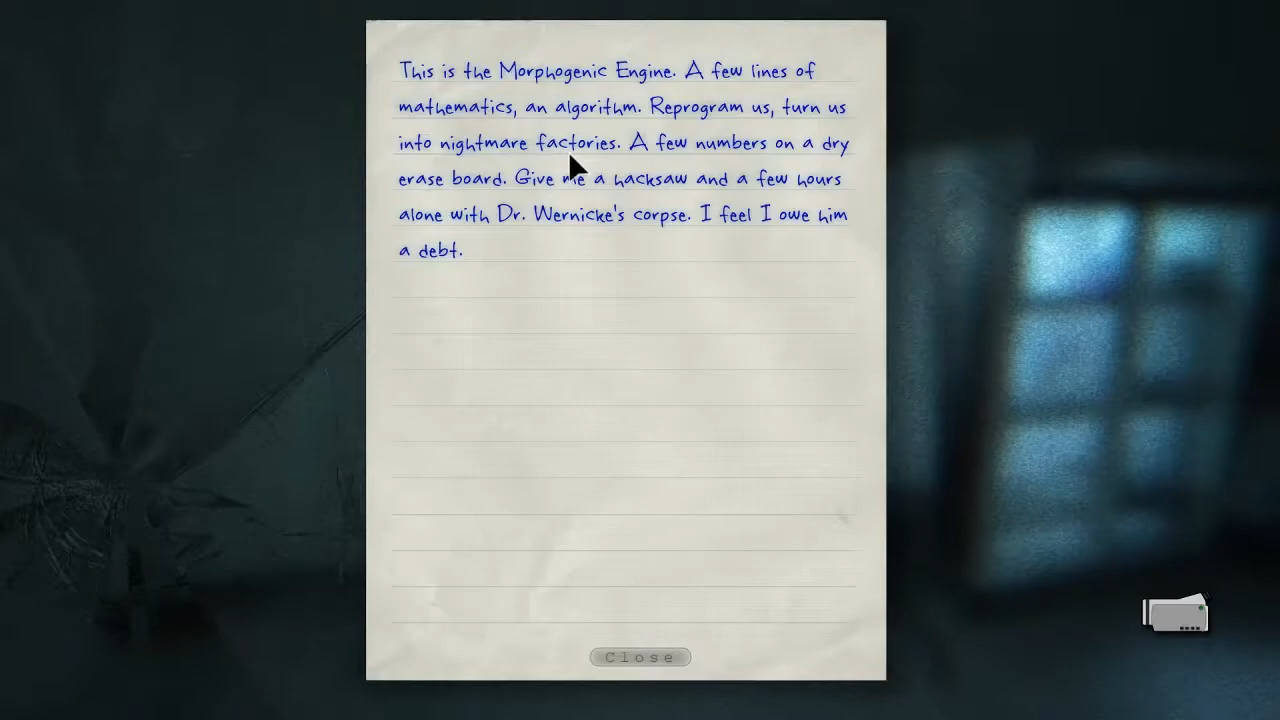 This is the Morphogenic Engine. A few lines of
mathematics, an algorithm. Reprogram us, turn us
into nightmare factories. A few numbers on a dry
erase board. Give me a hacksaw and a few hours
alone with Dr. Wernicke's corpse. I feel I owe him
a debt.
Close